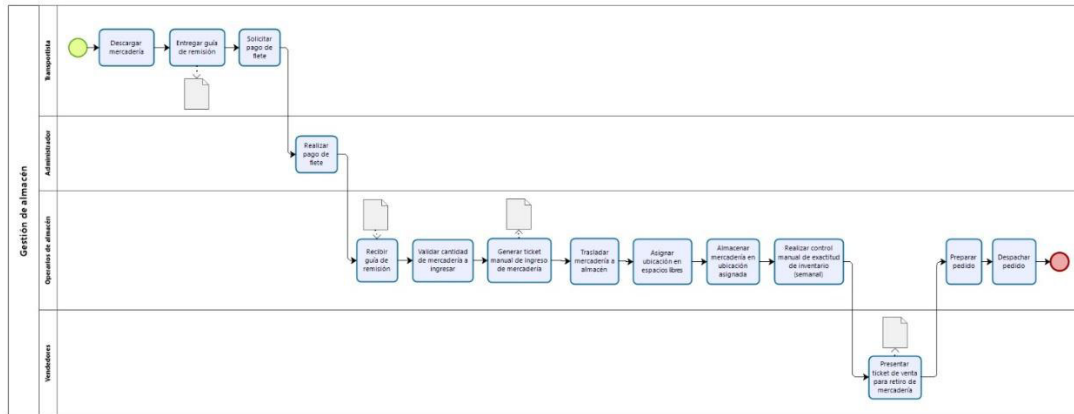 Gestión de almacén
Transportista
Descargar
mercadería
Entregar guía
de remisión
Solicitar
pago de
flete
Administrador
Realizar
pago de
flete
Operarios de almacén
Recibir
guía de
remisión
Validar cantidad
de mercadería a
ingresar
Generar ticket
manual de ingreso
de mercadería
Trasladar
mercadería a
almacén
Asignar
ubicación en
espacios libres
Almacenar
mercadería en
ubicación
asignada
Realizar control
manual de exactitud
de inventario
(semanal)
Preparar
pedido
Despachar
pedido
Vendedores
Presentar
ticket de venta
para retiro de
mercadería